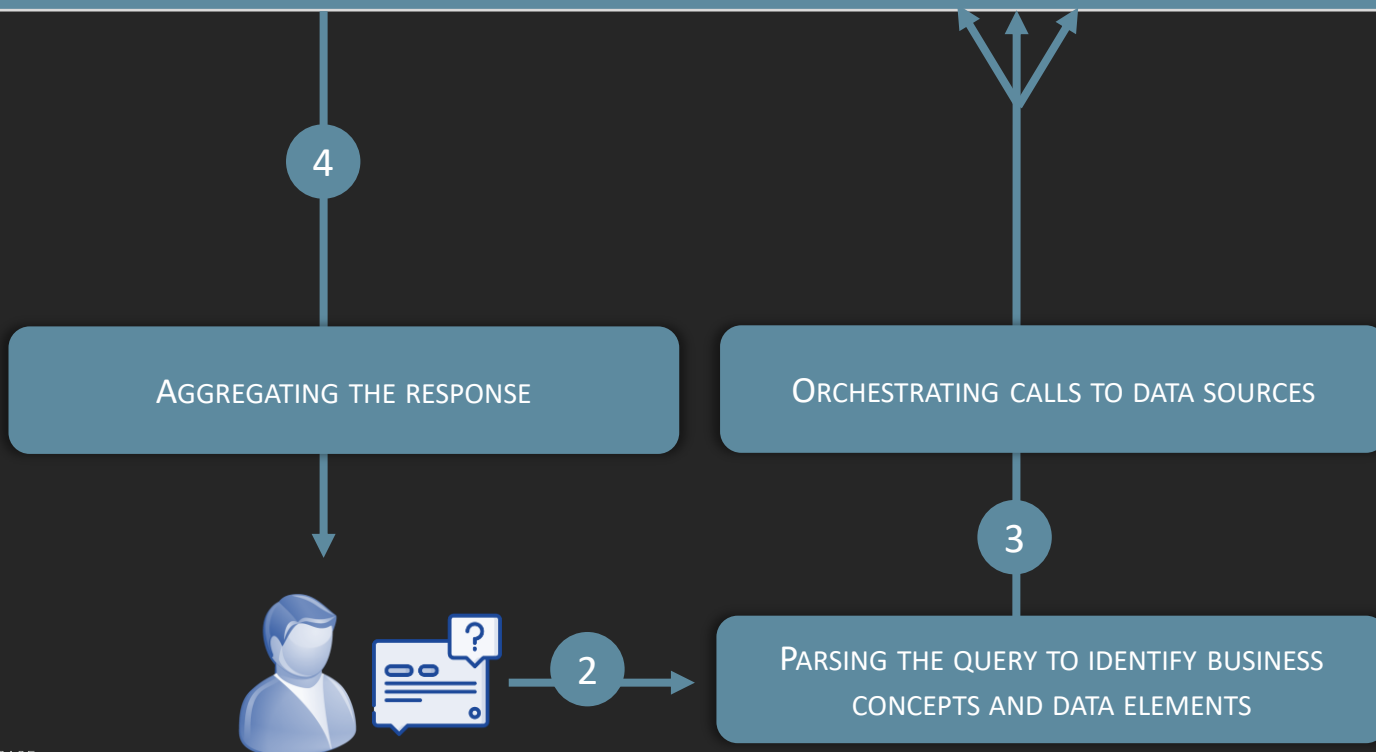 4
AGGREGATING THE RESPONSE
ORCHESTRATING CALLS TO DATA SOURCES
3
?
2
PARSING THE QUERY TO IDENTIFY BUSINESS
CONCEPTS AND DATA ELEMENTS